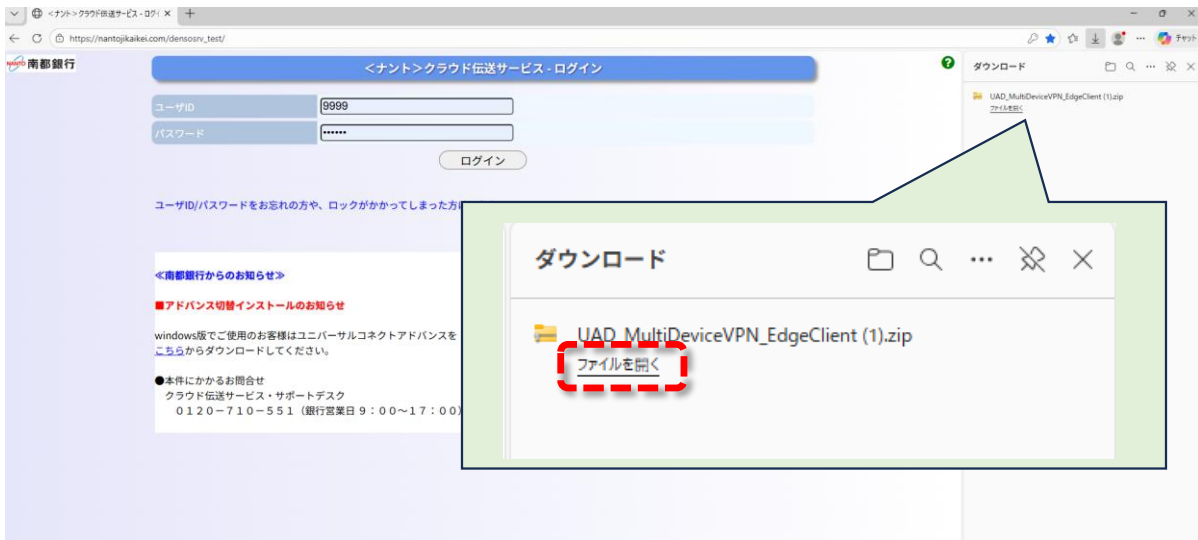 <ナント>クラウド伝送サービス - ログイ
https://nantojikaikei.com/densosrv_test/
チャット
NANTO 南都銀行
<ナント>クラウド伝送サービス - ログイン
ユーザID
9999
パスワード
••••••
ログイン
ユーザID/パスワードをお忘れの方や、ロックがかかってしまった方
≪南都銀行からのお知らせ≫
■アドバンス切替インストールのお知らせ
windows版でご使用のお客様はユニバーサルコネクトアドバンスを
こちらからダウンロードしてください。
●本件にかかるお問合せ
クラウド伝送サービス・サポートデスク
0120-710-551(銀行営業日9:00~17:00)
ダウンロード
UAD_MultiDeviceVPN_EdgeClient (1).zip
ファイルを開く
ダウンロード
UAD_MultiDeviceVPN_EdgeClient (1).zip
ファイルを開く